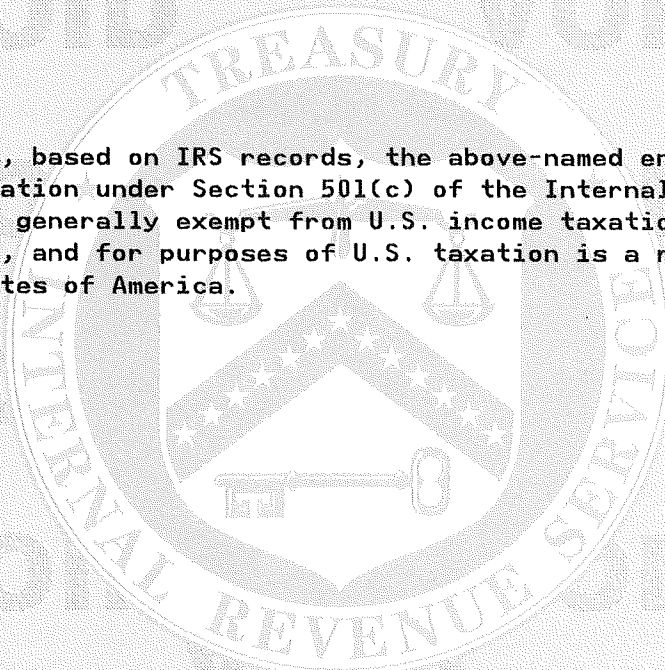 , based on IRS records, the above-named en
ation under Section 501(c) of the Internal
generally exempt from U.S. income taxatio
, and for purposes of U.S. taxation is a r
tes of America.
TREASURY
INTERNAL REVENUE SERVICE